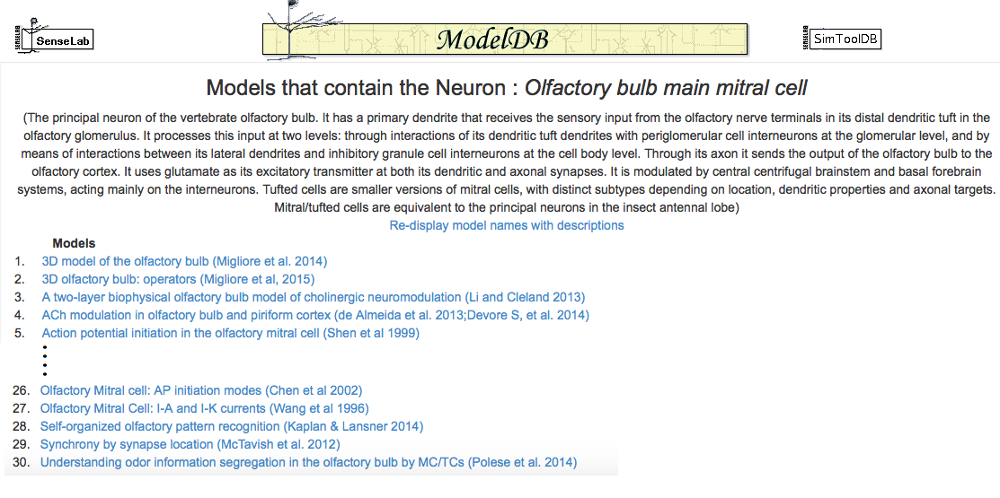 SENSELAB SenseLab
ModelDB
SENSELAB SimToolDB
Models that contain the Neuron : Olfactory bulb main mitral cell
(The principal neuron of the vertebrate olfactory bulb. It has a primary dendrite that receives the sensory input from the olfactory nerve terminals in its distal dendritic tuft in the
olfactory glomerulus. It processes this input at two levels: through interactions of its dendritic tuft dendrites with periglomerular cell interneurons at the glomerular level, and by
means of interactions between its lateral dendrites and inhibitory granule cell interneurons at the cell body level. Through its axon it sends the output of the olfactory bulb to the
olfactory cortex. It uses glutamate as its excitatory transmitter at both its dendritic and axonal synapses. It is modulated by central centrifugal brainstem and basal forebrain
systems, acting mainly on the interneurons. Tufted cells are smaller versions of mitral cells, with distinct subtypes depending on location, dendritic properties and axonal targets.
Mitral/tufted cells are equivalent to the principal neurons in the insect antennal lobe)
Re-display model names with descriptions
Models
1. 3D model of the olfactory bulb (Migliore et al. 2014)
2. 3D olfactory bulb: operators (Migliore et al, 2015)
3. A two-layer biophysical olfactory bulb model of cholinergic neuromodulation (Li and Cleland 2013)
4. ACh modulation in olfactory bulb and piriform cortex (de Almeida et al. 2013;Devore S, et al. 2014)
5. Action potential initiation in the olfactory mitral cell (Shen et al 1999)
26. Olfactory Mitral cell: AP initiation modes (Chen et al 2002)
27. Olfactory Mitral Cell: I-A and I-K currents (Wang et al 1996)
28. Self-organized olfactory pattern recognition (Kaplan & Lansner 2014)
29. Synchrony by synapse location (McTavish et al. 2012)
30. Understanding odor information segregation in the olfactory bulb by MC/TCs (Polese et al. 2014)